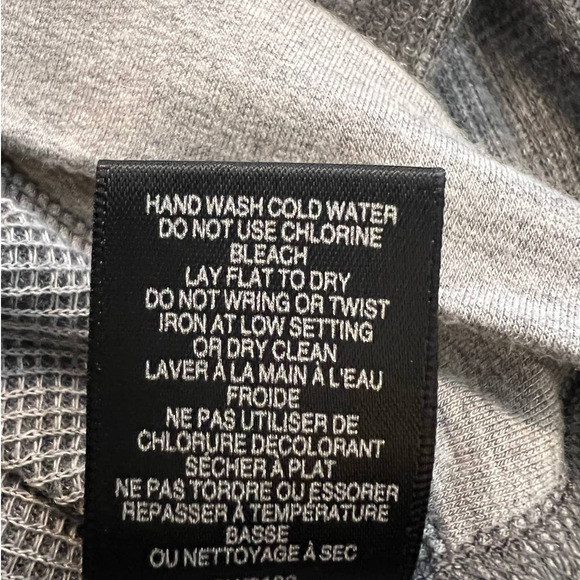 HAND WASH COLD WATER
DO NOT USE CHLORINE
BLEACH
LAY FLAT TO DRY
DO NOT WRING OR TWIST
IRON AT LOW SETTING
OR DRY CLEAN
LAVER À LA MAIN À L'EAU
FROIDE
NE PAS UTILISER DE
CHLORURE DECOLORANT
SÉCHER À PLAT
NE PAS TORDRE OU ESSORER
REPASSER À TEMPÉRATURE
BASSE
OU NETTOYAGE À SEC